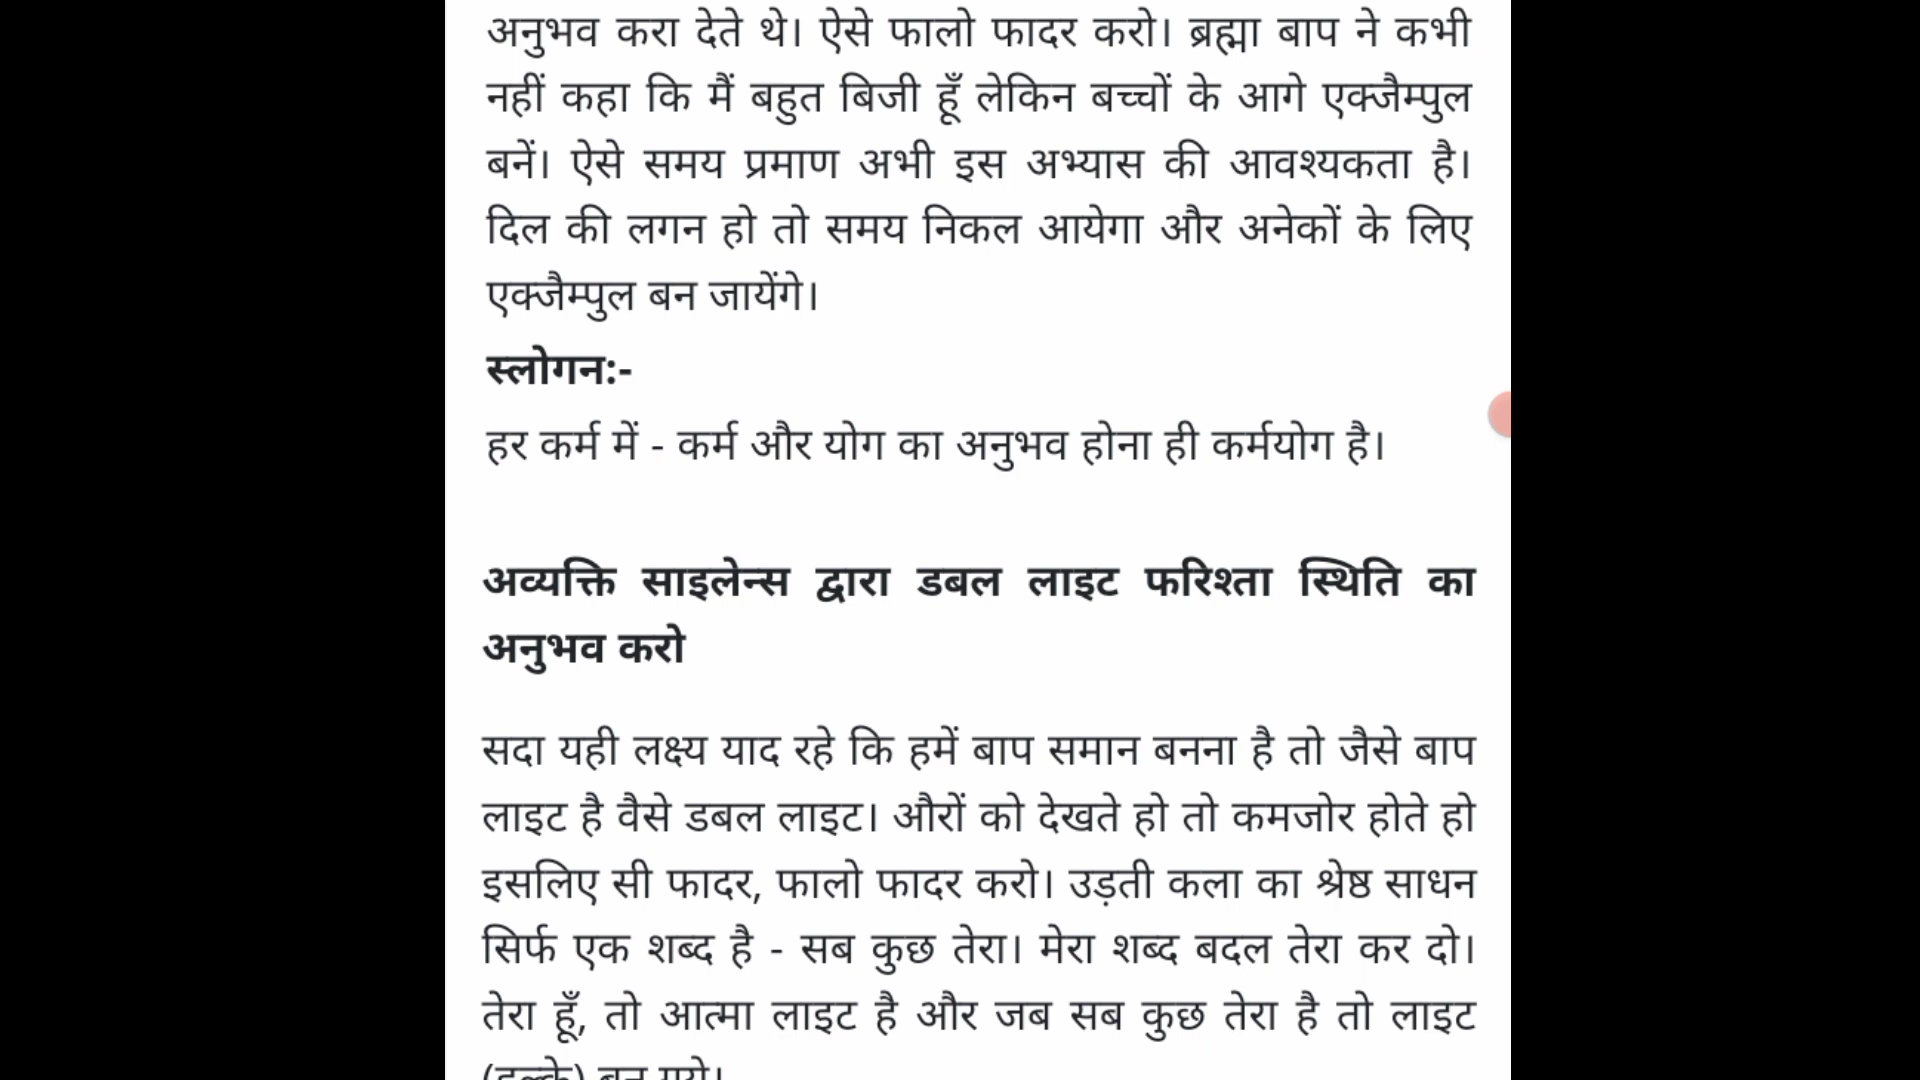 अनुभव करा देते थे। ऐसे फालो फादर करो। ब्रह्मा बाप ने कभी
नहीं कहा कि मैं बहुत बिजी हूँ लेकिन बच्चों के आगे एक्जैम्पुल
बनें। ऐसे समय प्रमाण अभी इस अभ्यास की आवश्यकता है।
दिल की लगन हो तो समय निकल आयेगा और अनेकों के लिए
एक्जैम्पुल बन जायेंगे।
स्लोगन:-
हर कर्म में - कर्म और योग का अनुभव होना ही कर्मयोग है।
अव्यक्ति साइलेन्स द्वारा डबल लाइट फरिश्ता स्थिति का
अनुभव करो
सदा यही लक्ष्य याद रहे कि हमें बाप समान बनना है तो जैसे बाप
लाइट है वैसे डबल लाइट। औरों को देखते हो तो कमजोर होते हो
इसलिए सी फादर, फालो फादर करो। उड़ती कला का श्रेष्ठ साधन
सिर्फ एक शब्द है - सब कुछ तेरा। मेरा शब्द बदल तेरा कर दो।
तेरा हूँ, तो आत्मा लाइट है और जब सब कुछ तेरा है तो लाइट
(हल्के) बन गये।